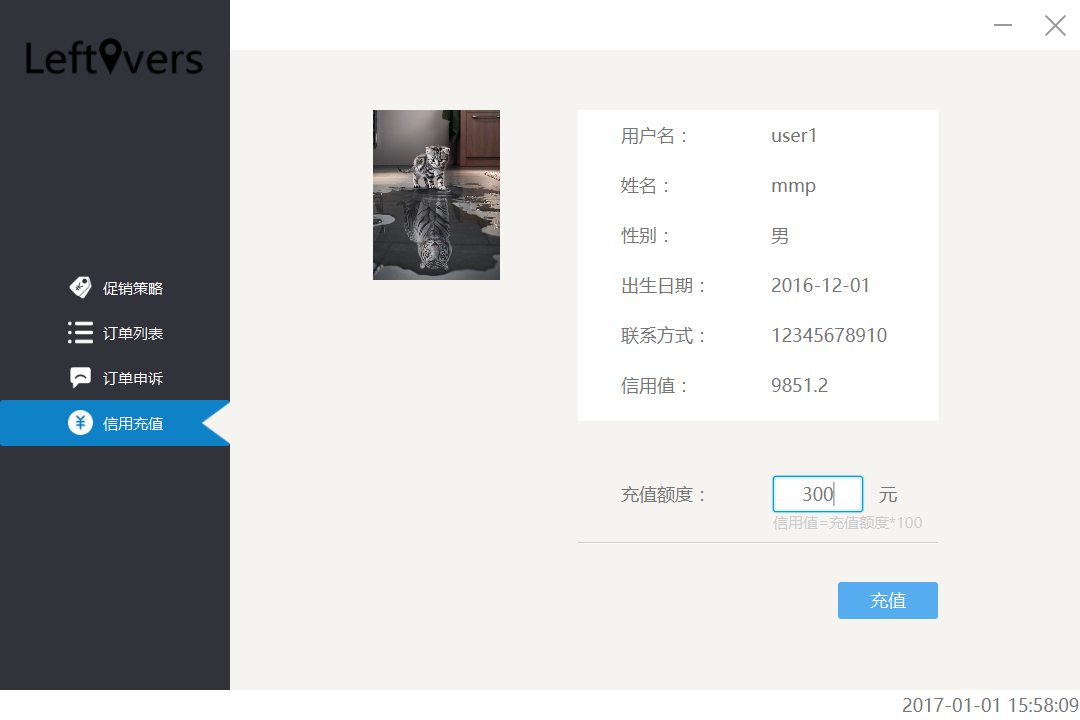 Leftovers
促销策略
订单列表
订单申诉
信用充值
用户名： user1
姓名： mmp
性别： 男
出生日期： 2016-12-01
联系方式： 12345678910
信用值： 9851.2
充值额度： 300 元
信用值=充值额度*100
充值
2017-01-01 15:58:09